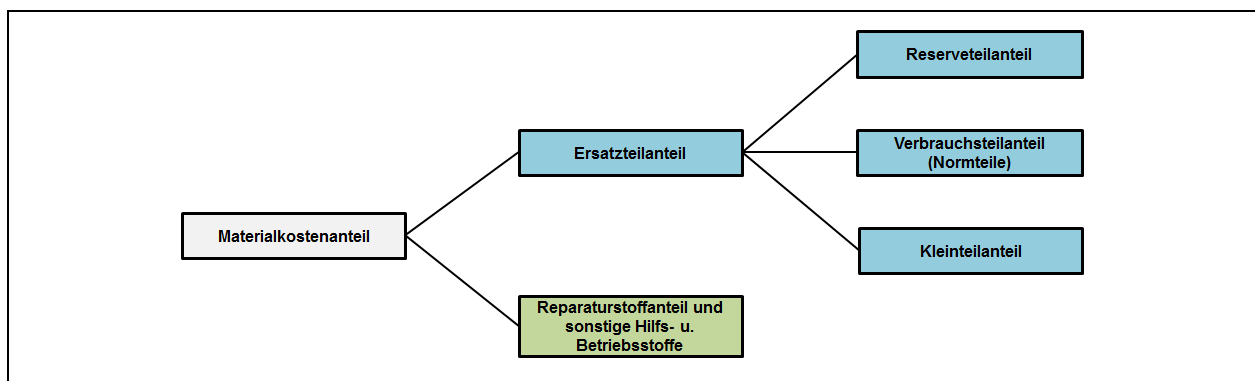 Reserveteilanteil
Ersatzteilanteil
Verbrauchsteilanteil
(Normteile)
Materialkostenanteil
Kleinteilanteil
Reparaturstoffanteil und
sonstige Hilfs- u.
Betriebsstoffe